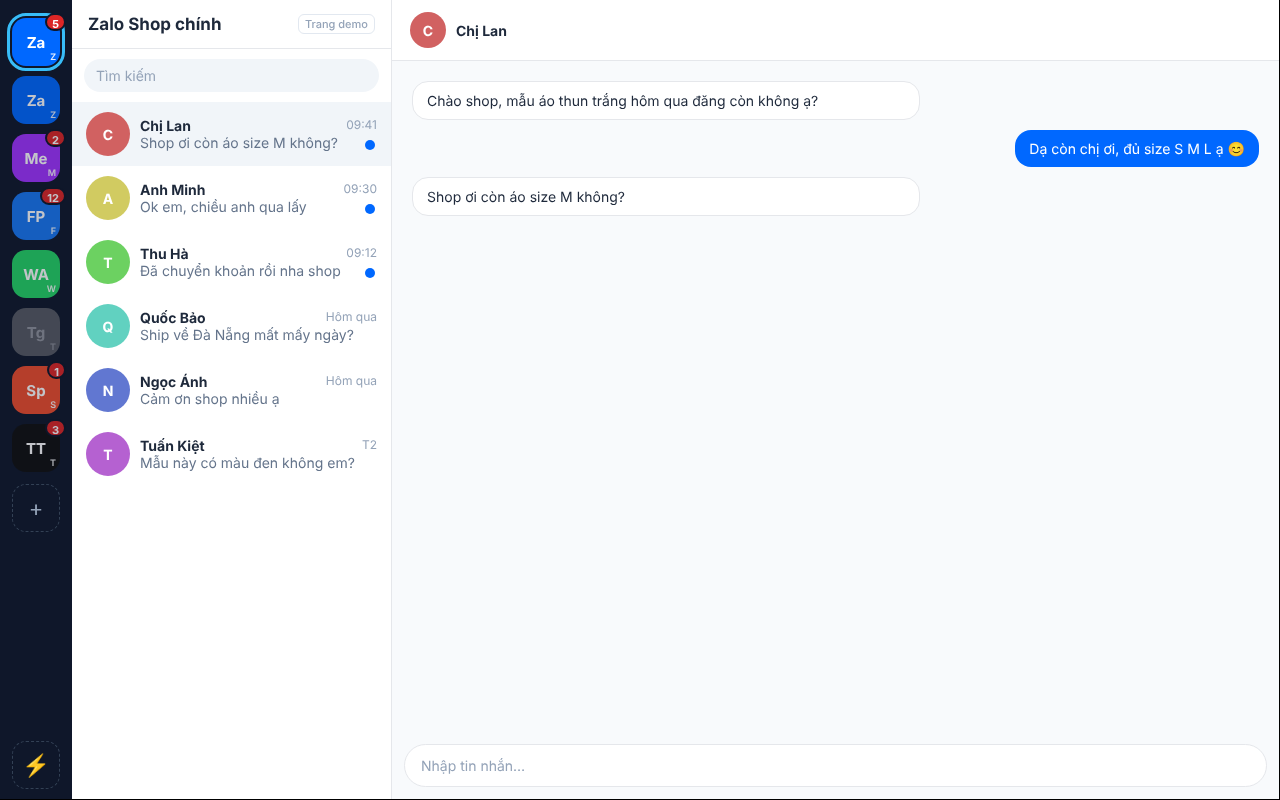 Za
5
Z
Za
Z
Me
2
M
FP
12
F
WA
W
Tg
T
Sp
1
S
TT
3
T
+
Zalo Shop chính
Trang demo
Tìm kiếm
C
Chị Lan
09:41
Shop ơi còn áo size M không?
A
Anh Minh
09:30
Ok em, chiều anh qua lấy
T
Thu Hà
09:12
Đã chuyển khoản rồi nha shop
Q
Quốc Bảo
Hôm qua
Ship về Đà Nẵng mất mấy ngày?
N
Ngọc Ánh
Hôm qua
Cảm ơn shop nhiều ạ
T
Tuấn Kiệt
T2
Mẫu này có màu đen không em?
C
Chị Lan
Chào shop, mẫu áo thun trắng hôm qua đăng còn không ạ?
Dạ còn chị ơi, đủ size S M L ạ 😊
Shop ơi còn áo size M không?
Nhập tin nhắn...